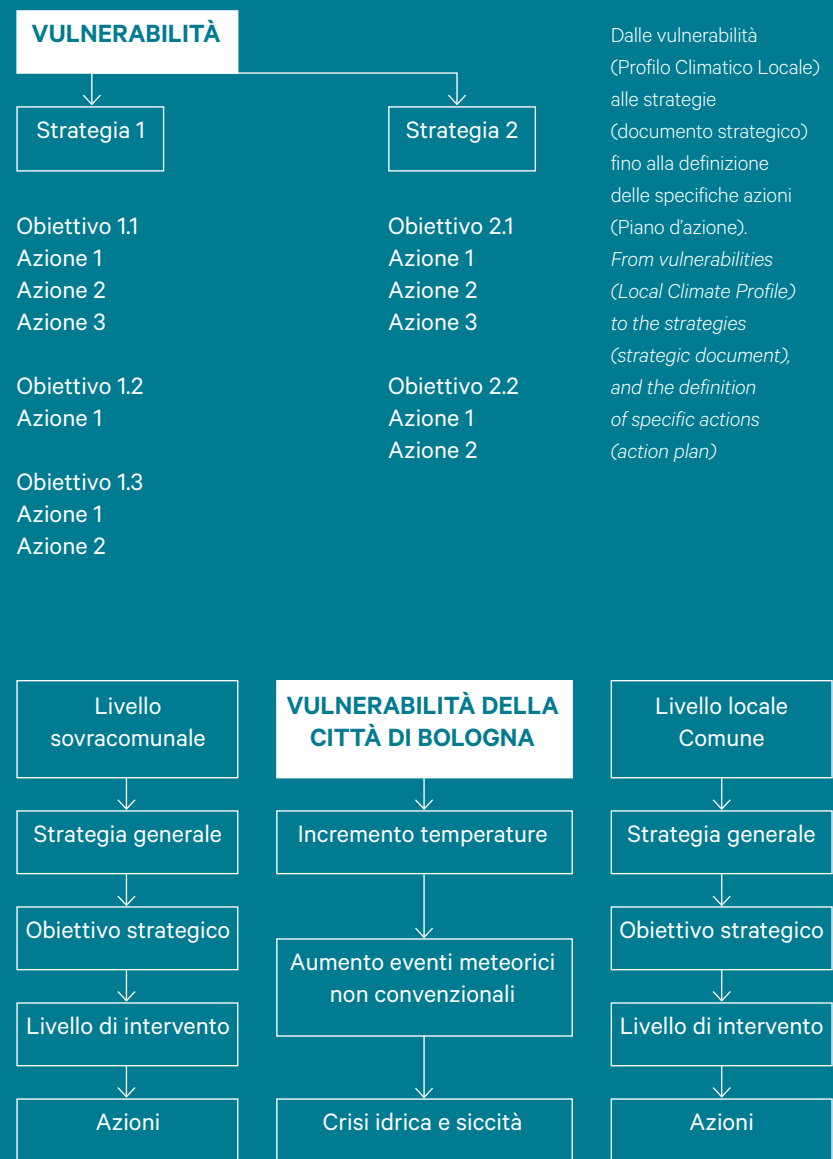 VULNERABILITÀ
Strategia 1
Obiettivo 1.1
Azione 1
Azione 2
Azione 3
Obiettivo 1.2
Azione 1
Obiettivo 1.3
Azione 1
Azione 2
Strategia 2
Obiettivo 2.1
Azione 1
Azione 2
Azione 3
Obiettivo 2.2
Azione 1
Azione 2
Dalle vulnerabilità
(Profilo Climatico Locale)
alle strategie
(documento strategico)
fino alla definizione
delle specifiche azioni
(Piano d'azione).
From vulnerabilities
(Local Climate Profile)
to the strategies
(strategic document),
and the definition
of specific actions
(action plan)
Livello
sovracomunale
Strategia generale
Obiettivo strategico
Livello di intervento
Azioni
VULNERABILITÀ DELLA
CITTÀ DI BOLOGNA
Incremento temperature
Aumento eventi meteorici
non convenzionali
Crisi idrica e siccità
Livello locale
Comune
Strategia generale
Obiettivo strategico
Livello di intervento
Azioni